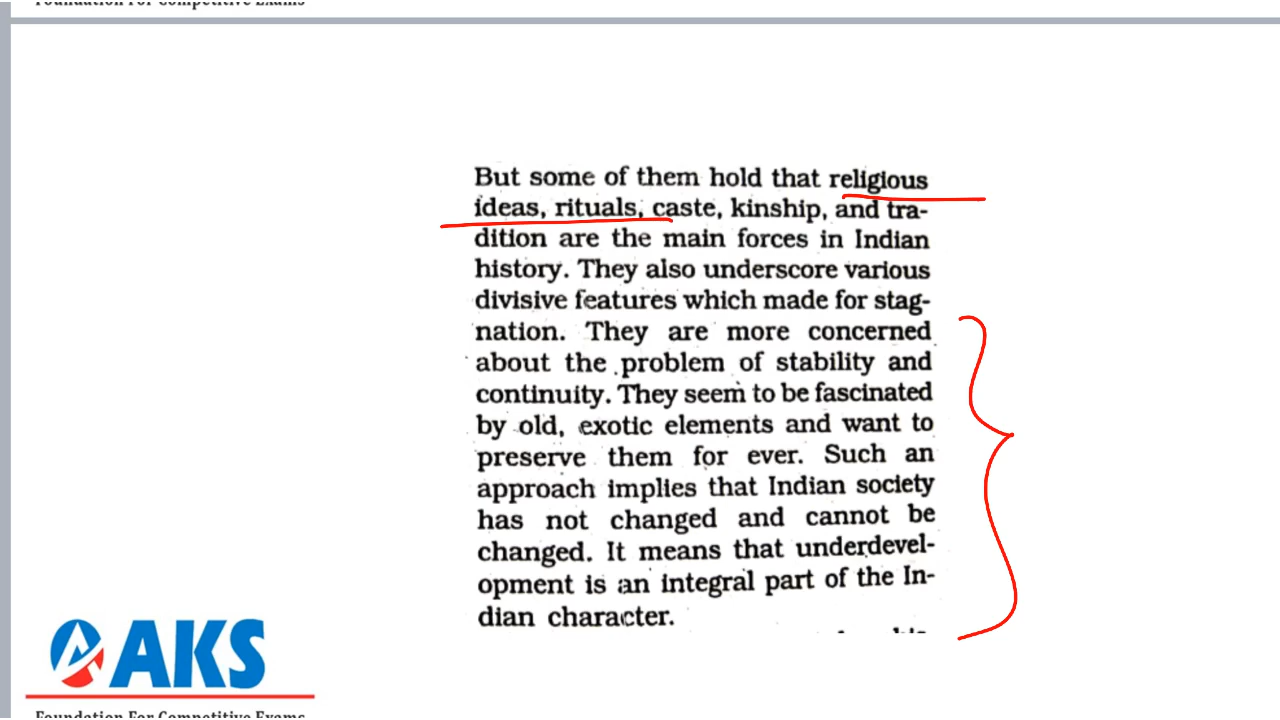 Foundation For Competitive Exams
But some of them hold that religious
ideas, rituals, caste, kinship, and tra-
dition are the main forces in Indian
history. They also underscore various
divisive features which made for stag-
nation. They are more concerned
about the problem of stability and
continuity. They seem to be fascinated
by old, exotic elements and want to
preserve them for ever. Such an
approach implies that Indian society
has not changed and cannot be
changed. It means that underdevel-
opment is an integral part of the In-
dian character.
AKS
Foundation For Competitive Exams